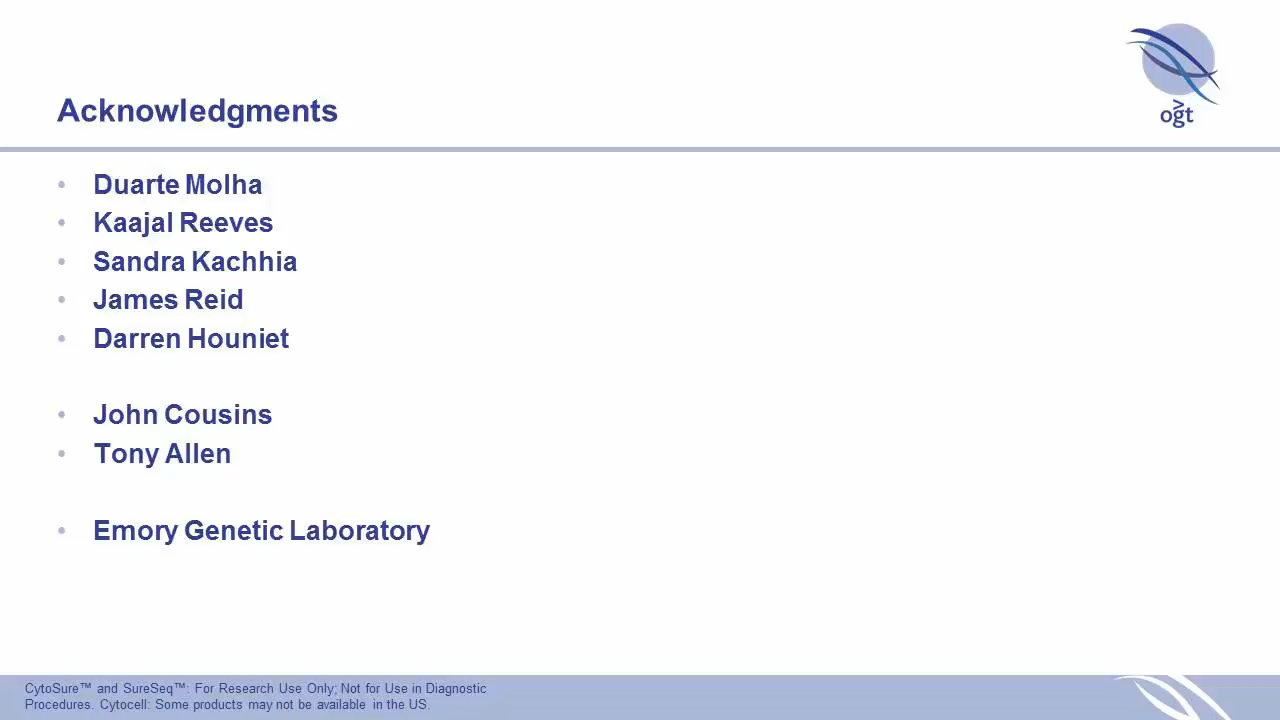 ogt
Acknowledgments
• Duarte Molha
• Kaajal Reeves
• Sandra Kachhia
• James Reid
• Darren Houniet
• John Cousins
• Tony Allen
• Emory Genetic Laboratory
CytoSure™ and SureSeq™: For Research Use Only; Not for Use in Diagnostic
Procedures. Cytocell: Some products may not be available in the US.